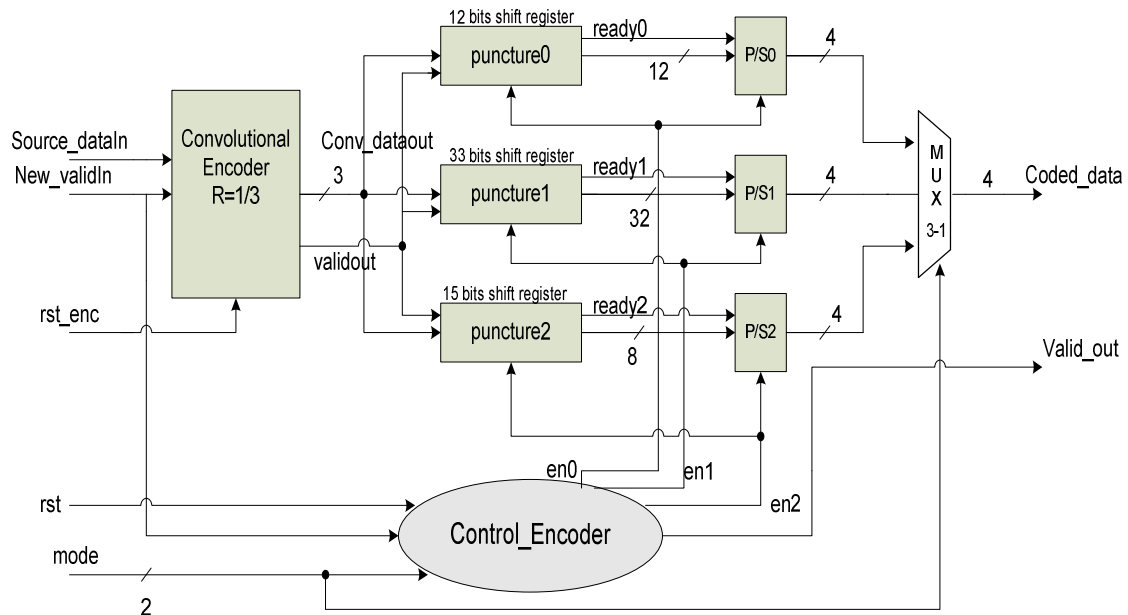 12 bits shift register
ready0
4
puncture0
12
P/S0
Source_dataIn
New_validIn
Convolutional
Encoder
R=1/3
Conv_dataout
3
validout
33 bits shift register
ready1
4
puncture1
32
P/S1
M
U
X
3-1
4
Coded_data
rst_enc
15 bits shift register
ready2
4
puncture2
8
P/S2
Valid_out
en0
en1
en2
rst
Control_Encoder
mode
2